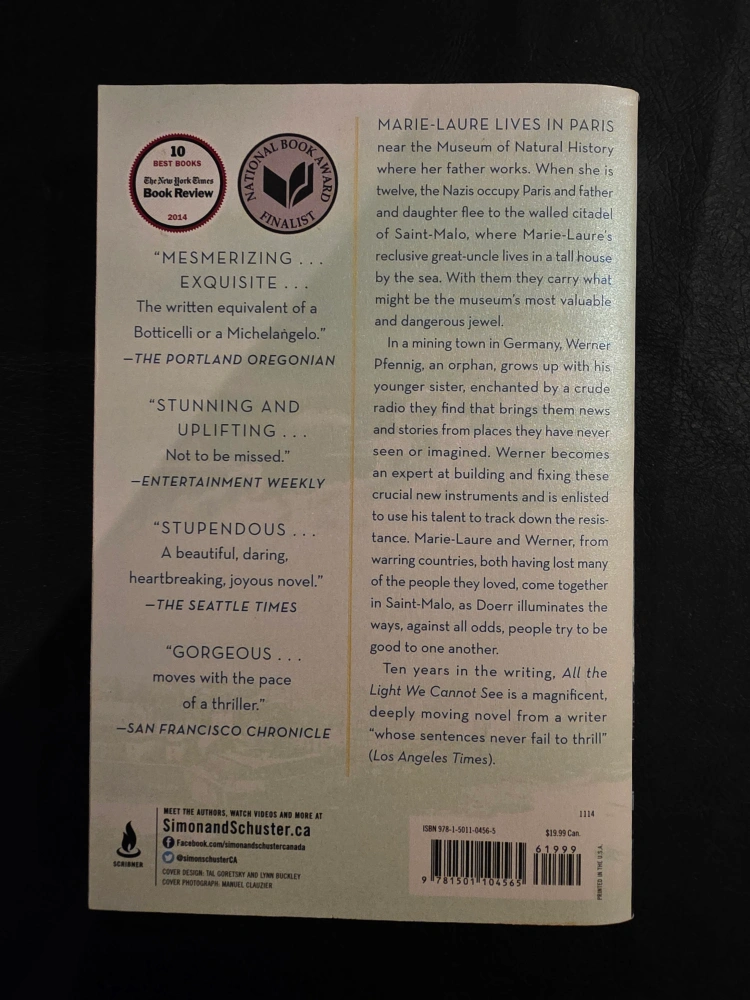 10
BEST BOOKS
The New York Times
Book Review
2014
NATIONAL BOOK AWARD
FINALIST
“MESMERIZING . . .
EXQUISITE . . .
The written equivalent of a
Botticelli or a Michelangelo.”
—THE PORTLAND OREGONIAN
“STUNNING AND
UPLIFTING . . .
Not to be missed.”
—ENTERTAINMENT WEEKLY
“STUPENDOUS . . .
A beautiful, daring,
heartbreaking, joyous novel.”
—THE SEATTLE TIMES
“GORGEOUS . . .
moves with the pace
of a thriller.”
—SAN FRANCISCO CHRONICLE
MARIE-LAURE LIVES IN PARIS
near the Museum of Natural History
where her father works. When she is
twelve, the Nazis occupy Paris and father
and daughter flee to the walled citadel
of Saint-Malo, where Marie-Laure’s
reclusive great-uncle lives in a tall house
by the sea. With them they carry what
might be the museum’s most valuable
and dangerous jewel.
In a mining town in Germany, Werner
Pfennig, an orphan, grows up with his
younger sister, enchanted by a crude
radio they find that brings them news
and stories from places they have never
seen or imagined. Werner becomes
an expert at building and fixing these
crucial new instruments and is enlisted
to use his talent to track down the resis-
tance. Marie-Laure and Werner, from
warring countries, both having lost many
of the people they loved, come together
in Saint-Malo, as Doerr illuminates the
ways, against all odds, people try to be
good to one another.
Ten years in the writing, All the
Light We Cannot See is a magnificent,
deeply moving novel from a writer
“whose sentences never fail to thrill”
(Los Angeles Times).
SCRIBNER
MEET THE AUTHORS, WATCH VIDEOS AND MORE AT
SimonandSchuster.ca
Facebook.com/simonandschustercanada
@simonschusterCA
COVER DESIGN: TAL GORETSKY AND LYNN BUCKLEY
COVER PHOTOGRAPH: MANUEL CLAUZIER
1114
ISBN 978-1-5011-0456-5
$19.99 Can.
61999
9 781501 104565
PRINTED IN THE U.S.A.